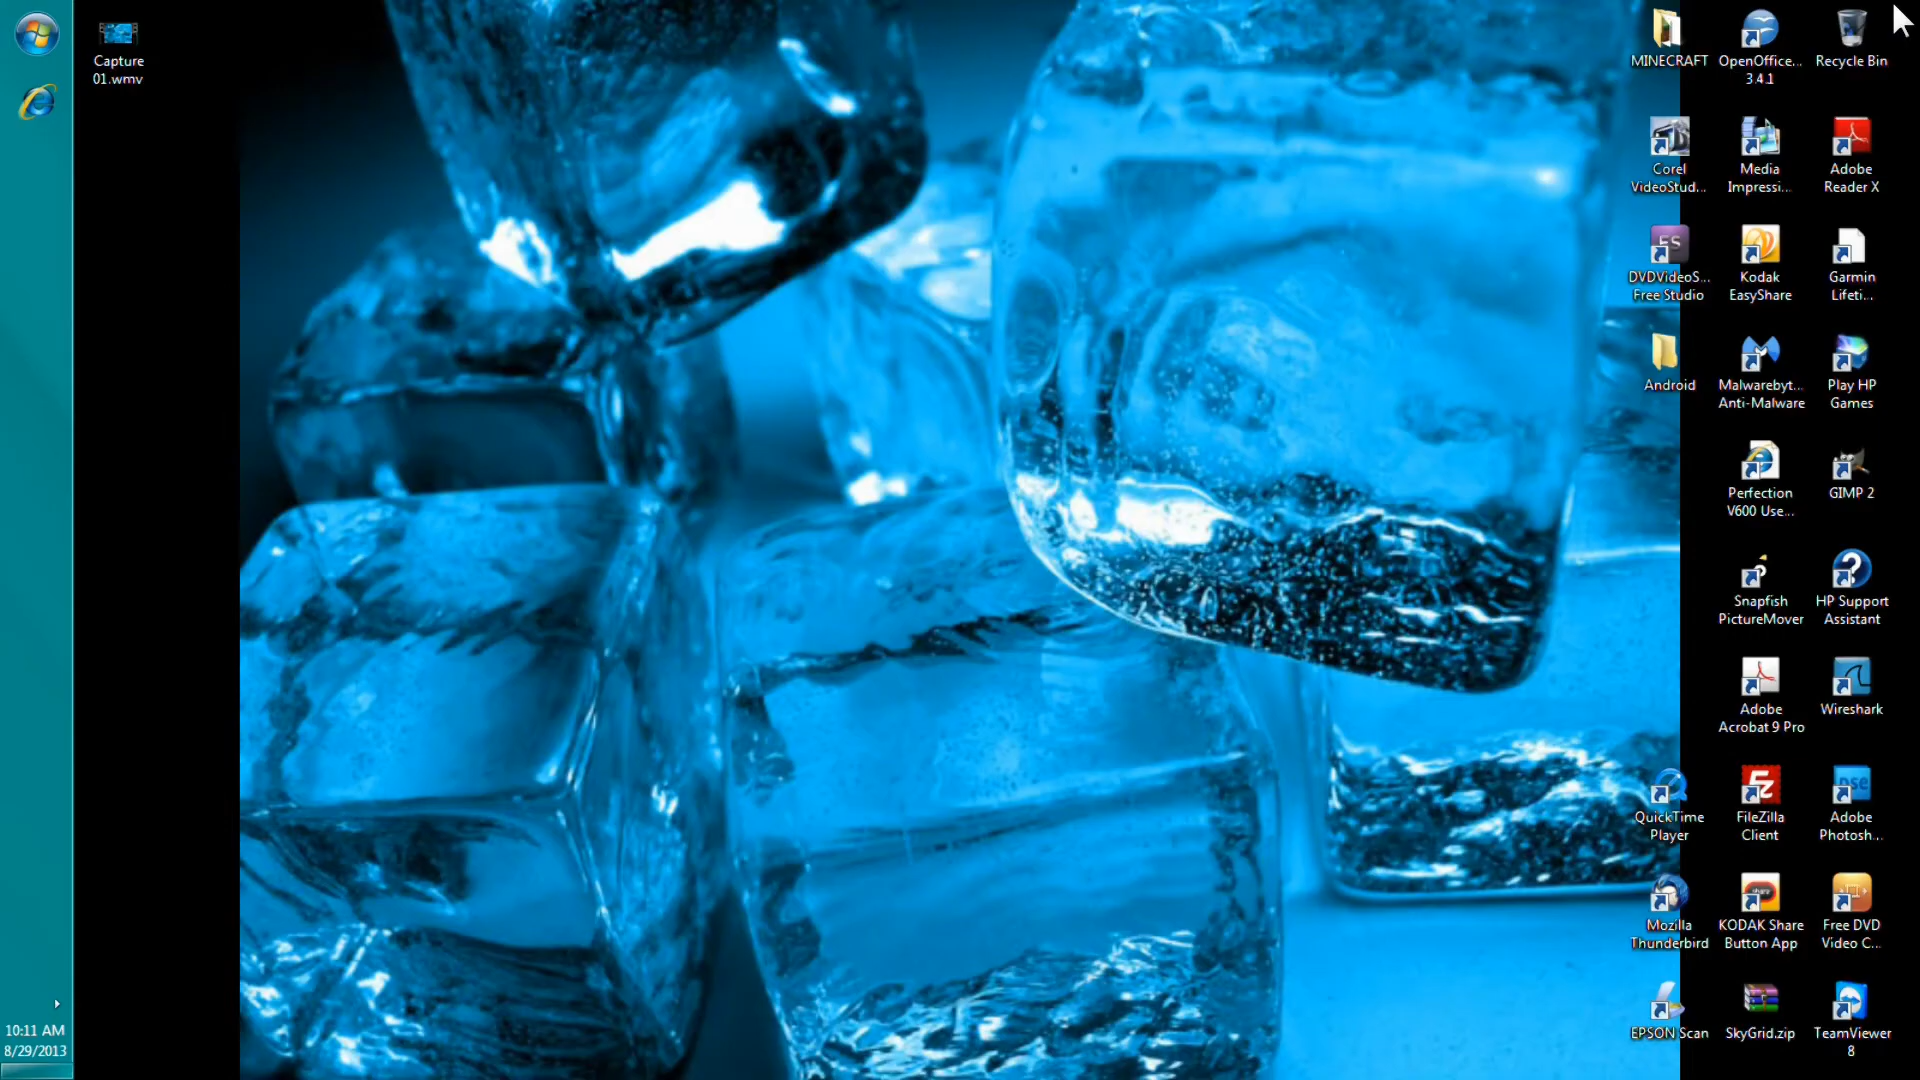 Capture
01.wmv
MINECRAFT
OpenOffice...
3.4.1
Recycle Bin
Corel
VideoStud...
Media
Impressi...
Adobe
Reader X
FS
DVDVideoS...
Free Studio
Kodak
EasyShare
Garmin
Lifeti...
Android
Malwarebyt...
Anti-Malware
Play HP
Games
Perfection
V600 Use...
GIMP 2
Snapfish
PictureMover
HP Support
Assistant
Adobe
Acrobat 9 Pro
Wireshark
QuickTime
Player
FileZilla
Client
pse
Adobe
Photosh...
Mozilla
Thunderbird
share
KODAK Share
Button App
Free DVD
Video C...
EPSON Scan
SkyGrid.zip
TeamViewer
8
10:11 AM
8/29/2013